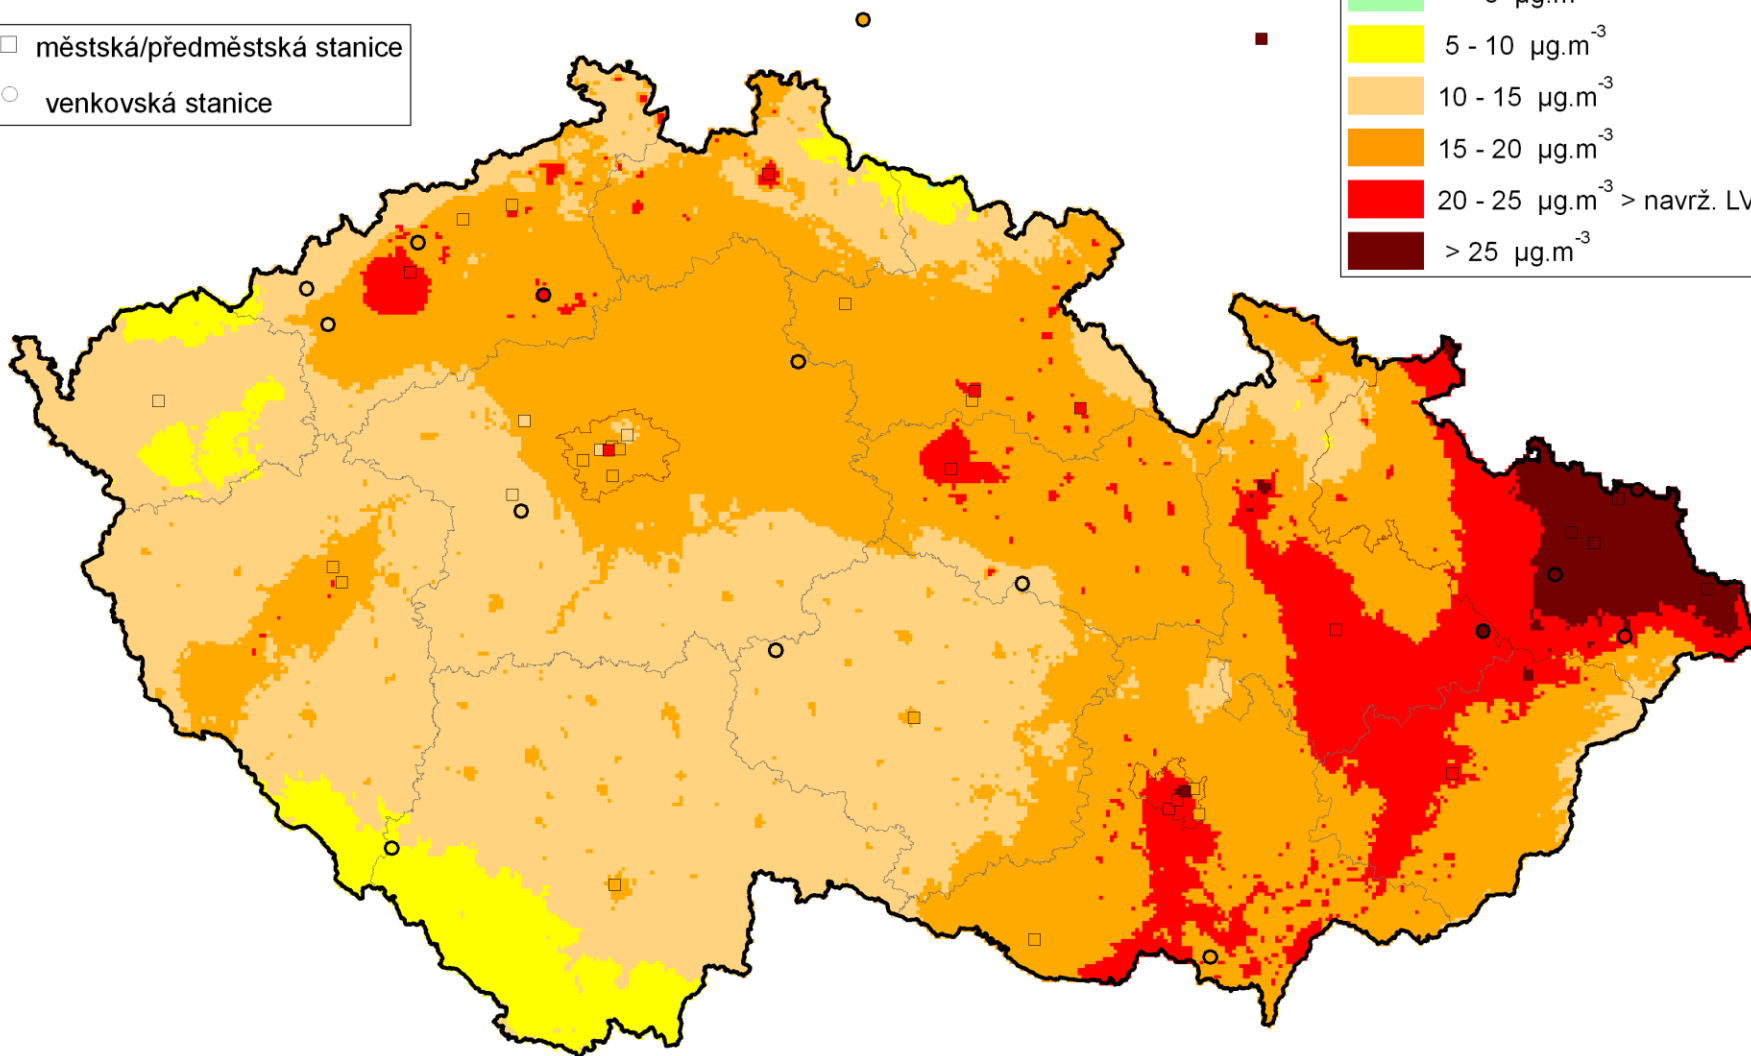 městská/předměstská stanice
venkovská stanice
µg.m
5 - 10 µg.m⁻³
10 - 15 µg.m⁻³
15 - 20 µg.m⁻³
20 - 25 µg.m⁻³ > navrž. LV
> 25 µg.m⁻³